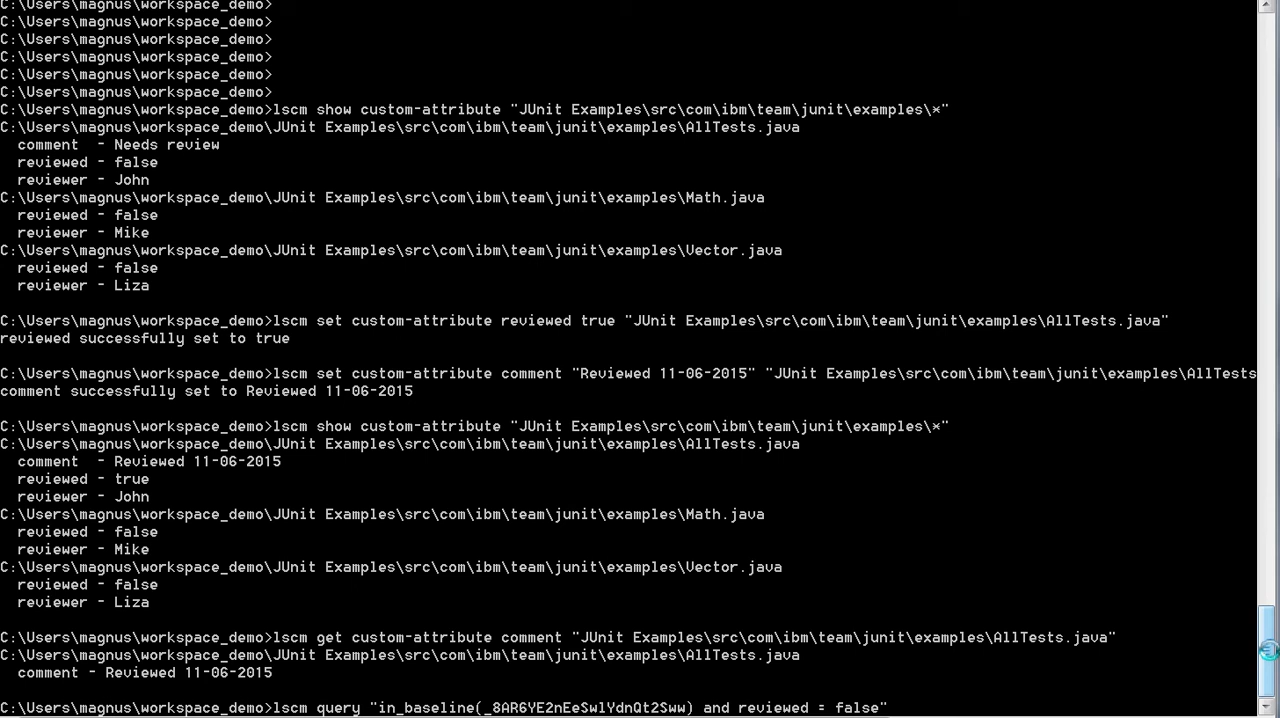 C:\Users\magnus\workspace_demo>
C:\Users\magnus\workspace_demo>
C:\Users\magnus\workspace_demo>
C:\Users\magnus\workspace_demo>
C:\Users\magnus\workspace_demo>
C:\Users\magnus\workspace_demo>
C:\Users\magnus\workspace_demo>lscm show custom-attribute "JUnit Examples\src\com\ibm\team\junit\examples\*"
C:\Users\magnus\workspace_demo\JUnit Examples\src\com\ibm\team\junit\examples\AllTests.java
comment - Needs review
reviewed - false
reviewer - John
C:\Users\magnus\workspace_demo\JUnit Examples\src\com\ibm\team\junit\examples\Math.java
reviewed - false
reviewer - Mike
C:\Users\magnus\workspace_demo\JUnit Examples\src\com\ibm\team\junit\examples\Vector.java
reviewed - false
reviewer - Liza
C:\Users\magnus\workspace_demo>lscm set custom-attribute reviewed true "JUnit Examples\src\com\ibm\team\junit\examples\AllTests.java"
reviewed successfully set to true
C:\Users\magnus\workspace_demo>lscm set custom-attribute comment "Reviewed 11-06-2015" "JUnit Examples\src\com\ibm\team\junit\examples\AllTests
comment successfully set to Reviewed 11-06-2015
C:\Users\magnus\workspace_demo>lscm show custom-attribute "JUnit Examples\src\com\ibm\team\junit\examples\*"
C:\Users\magnus\workspace_demo\JUnit Examples\src\com\ibm\team\junit\examples\AllTests.java
comment - Reviewed 11-06-2015
reviewed - true
reviewer - John
C:\Users\magnus\workspace_demo\JUnit Examples\src\com\ibm\team\junit\examples\Math.java
reviewed - false
reviewer - Mike
C:\Users\magnus\workspace_demo\JUnit Examples\src\com\ibm\team\junit\examples\Vector.java
reviewed - false
reviewer - Liza
C:\Users\magnus\workspace_demo>lscm get custom-attribute comment "JUnit Examples\src\com\ibm\team\junit\examples\AllTests.java"
C:\Users\magnus\workspace_demo\JUnit Examples\src\com\ibm\team\junit\examples\AllTests.java
comment - Reviewed 11-06-2015
C:\Users\magnus\workspace_demo>lscm query "in_baseline(_8AR6YE2nEeSwlYdnQt2Sww) and reviewed = false"